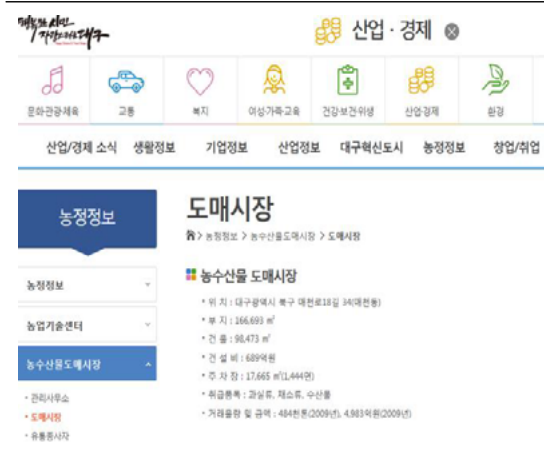 행복한 시민
자랑스러운 대구
산업 · 경제
문화관광체육 교통 복지 여성가족교육 건강보건위생 산업경제 환경
산업/경제 소식 생활정보 기업정보 산업정보 대구혁신도시 농정정보 창업/취업
농정정보
도매시장
> 농정정보 > 농수산물도매시장 > 도매시장
농정정보
농업기술센터
농수산물도매시장
• 관리사무소
• 도매시장
• 유통종사자
농수산물 도매시장
• 위 치 : 대구광역시 북구 매천로18길 34(매천동)
• 부 지 : 166,693 ㎡
• 건 물 : 98,473 ㎡
• 건 설 비 : 689억원
• 주 차 장 : 17,665 ㎡(1,444면)
• 취급품목 : 과실류, 채소류, 수산물
• 거래물량 및 금액 : 484천톤(2009년), 4,983억원(2009년)